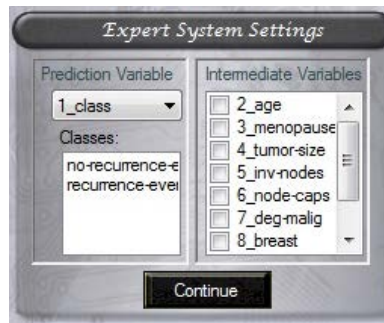 Expert System Settings
Prediction Variable
1_class
Classes:
no-recurrence-e
recurrence-ever
Intermediate Variables
2_age
3_menopause
4_tumor-size
5_inv-nodes
6_node-caps
7_deg-malig
8_breast
Continue